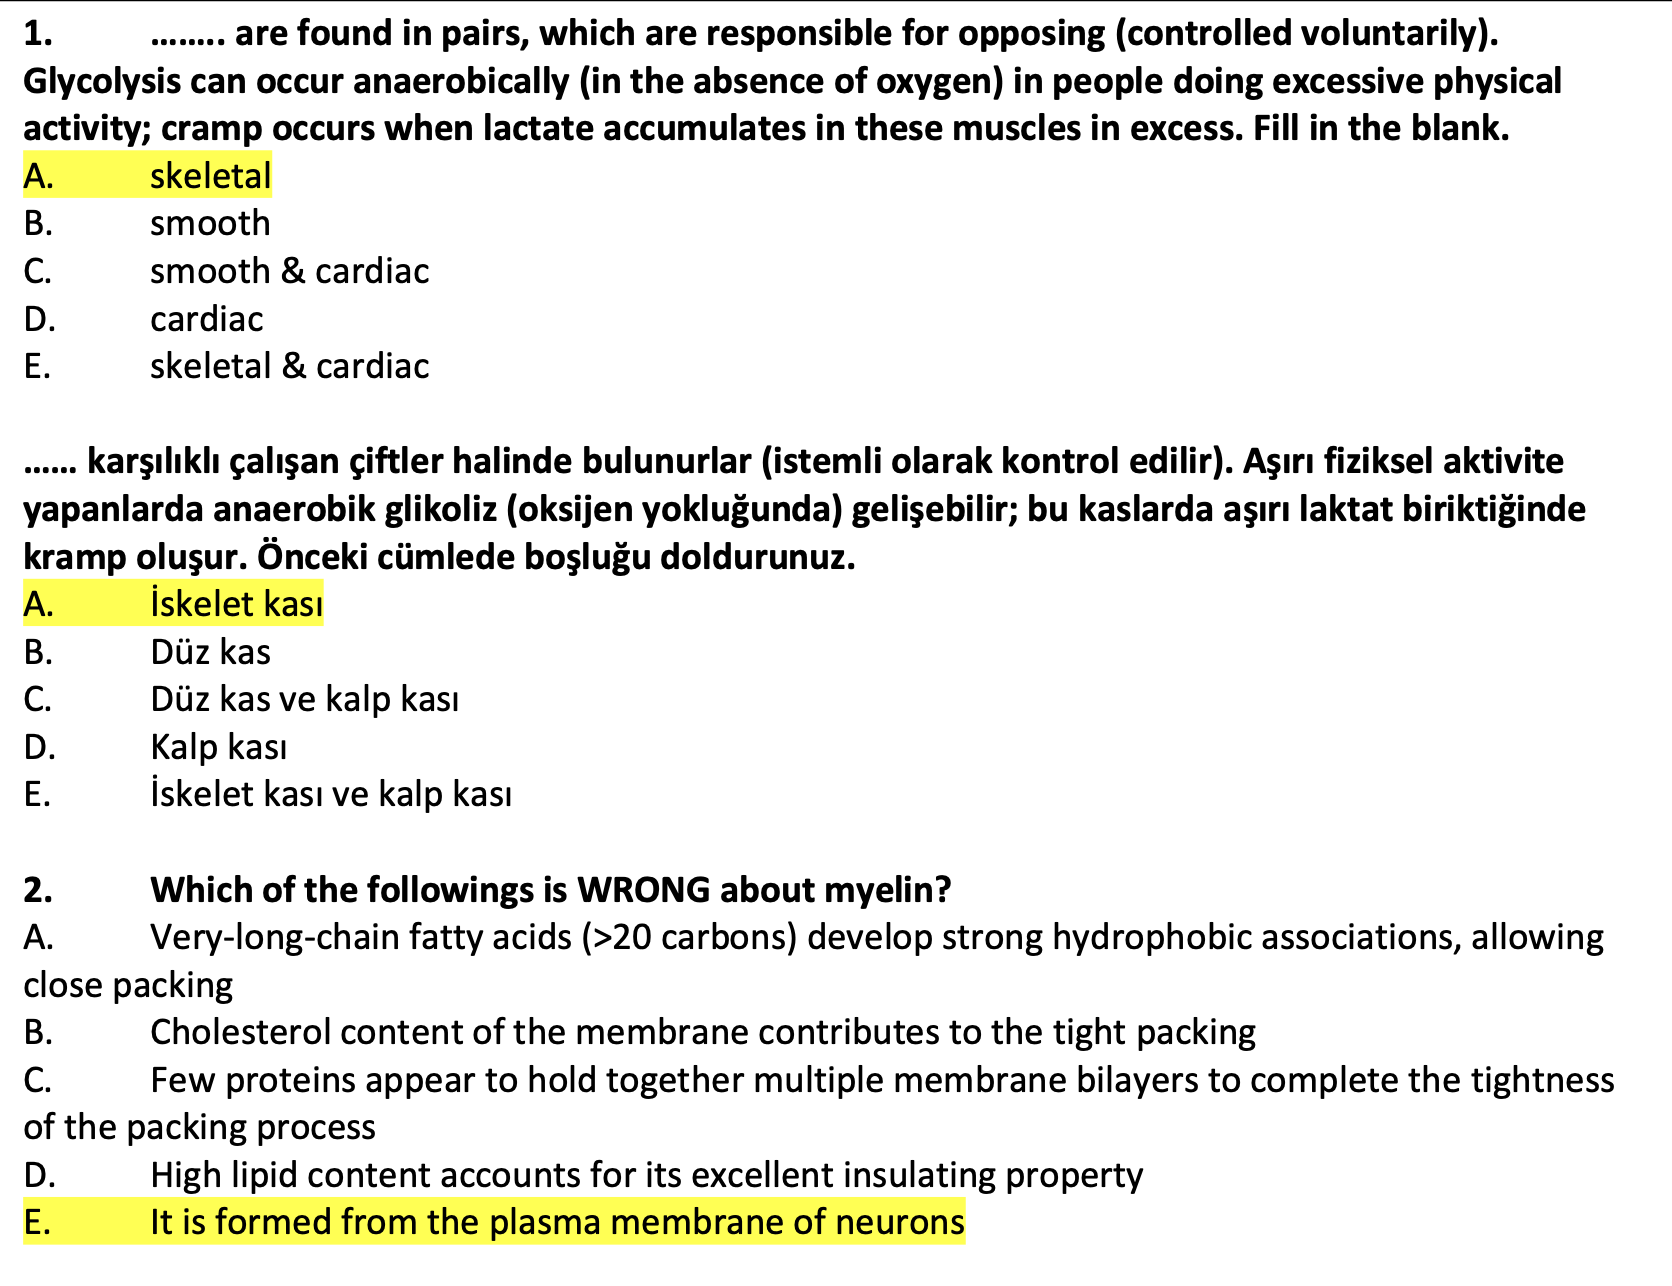 1. …….. are found in pairs, which are responsible for opposing (controlled voluntarily).
Glycolysis can occur anaerobically (in the absence of oxygen) in people doing excessive physical
activity; cramp occurs when lactate accumulates in these muscles in excess. Fill in the blank.
A. skeletal
B. smooth
C. smooth & cardiac
D. cardiac
E. skeletal & cardiac
…… karşılıklı çalışan çiftler halinde bulunurlar (istemli olarak kontrol edilir). Aşırı fiziksel aktivite
yapanlarda anaerobik glikoliz (oksijen yokluğunda) gelişebilir; bu kaslarda aşırı laktat biriktiğinde
kramp oluşur. Önceki cümlede boşluğu doldurunuz.
A. İskelet kası
B. Düz kas
C. Düz kas ve kalp kası
D. Kalp kası
E. İskelet kası ve kalp kası
2. Which of the followings is WRONG about myelin?
A. Very-long-chain fatty acids (>20 carbons) develop strong hydrophobic associations, allowing
close packing
B. Cholesterol content of the membrane contributes to the tight packing
C. Few proteins appear to hold together multiple membrane bilayers to complete the tightness
of the packing process
D. High lipid content accounts for its excellent insulating property
E. It is formed from the plasma membrane of neurons